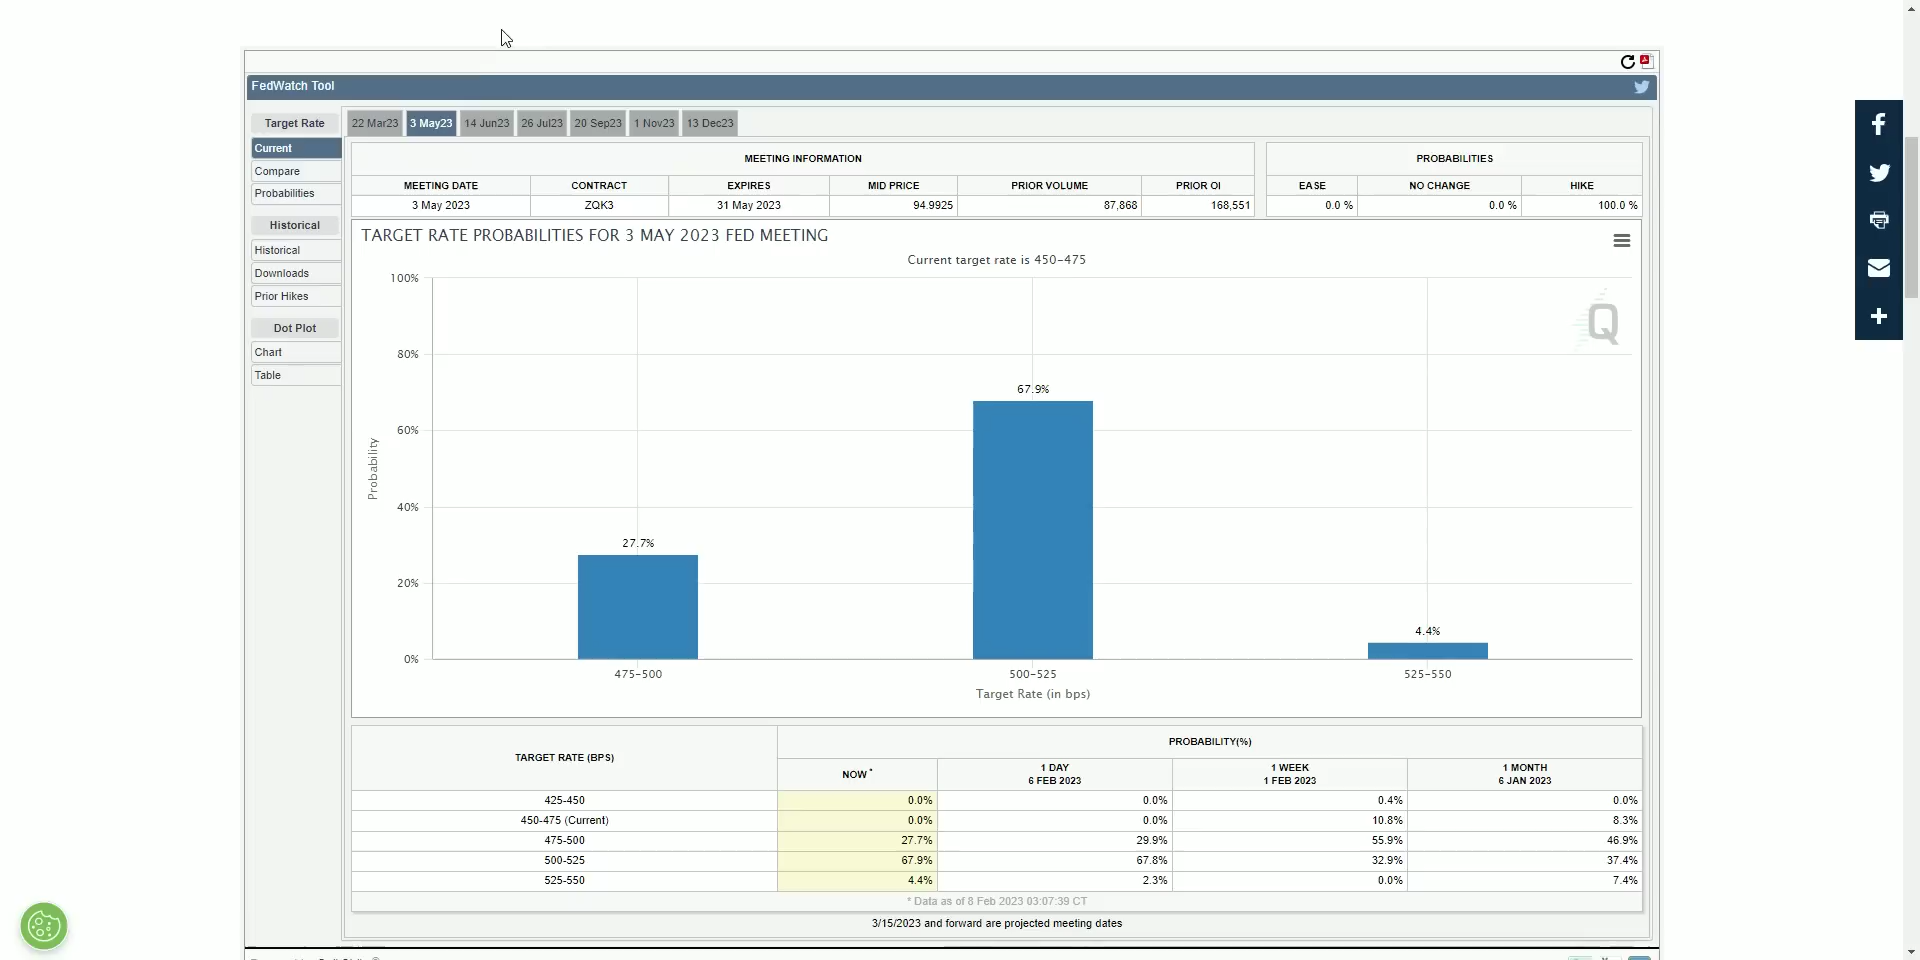 FedWatch Tool
Target Rate
Current
Compare
Probabilities
Historical
Historical
Downloads
Prior Hikes
Dot Plot
Chart
Table
22 Mar23 3 May23 14 Jun23 26 Jul23 20 Sep23 1 Nov23 13 Dec23
MEETING INFORMATION
MEETING DATE CONTRACT EXPIRES MID PRICE PRIOR VOLUME PRIOR OI
3 May 2023 ZQK3 31 May 2023 94.9925 87,868 168,551
PROBABILITIES
EASE NO CHANGE HIKE
0.0 % 0.0 % 100.0 %
TARGET RATE PROBABILITIES FOR 3 MAY 2023 FED MEETING
Current target rate is 450-475
100%
80%
60%
40%
20%
0%
Probability
Q
27.7%
67.9%
4.4%
475-500 500-525 525-550
Target Rate (in bps)
TARGET RATE (BPS) PROBABILITY(%)
NOW * 1 DAY 6 FEB 2023 1 WEEK 1 FEB 2023 1 MONTH 6 JAN 2023
425-450 0.0% 0.0% 0.4% 0.0%
450-475 (Current) 0.0% 0.0% 10.8% 8.3%
475-500 27.7% 29.9% 55.9% 46.9%
500-525 67.9% 67.8% 32.9% 37.4%
525-550 4.4% 2.3% 0.0% 7.4%
* Data as of 8 Feb 2023 03:07:39 CT
3/15/2023 and forward are projected meeting dates